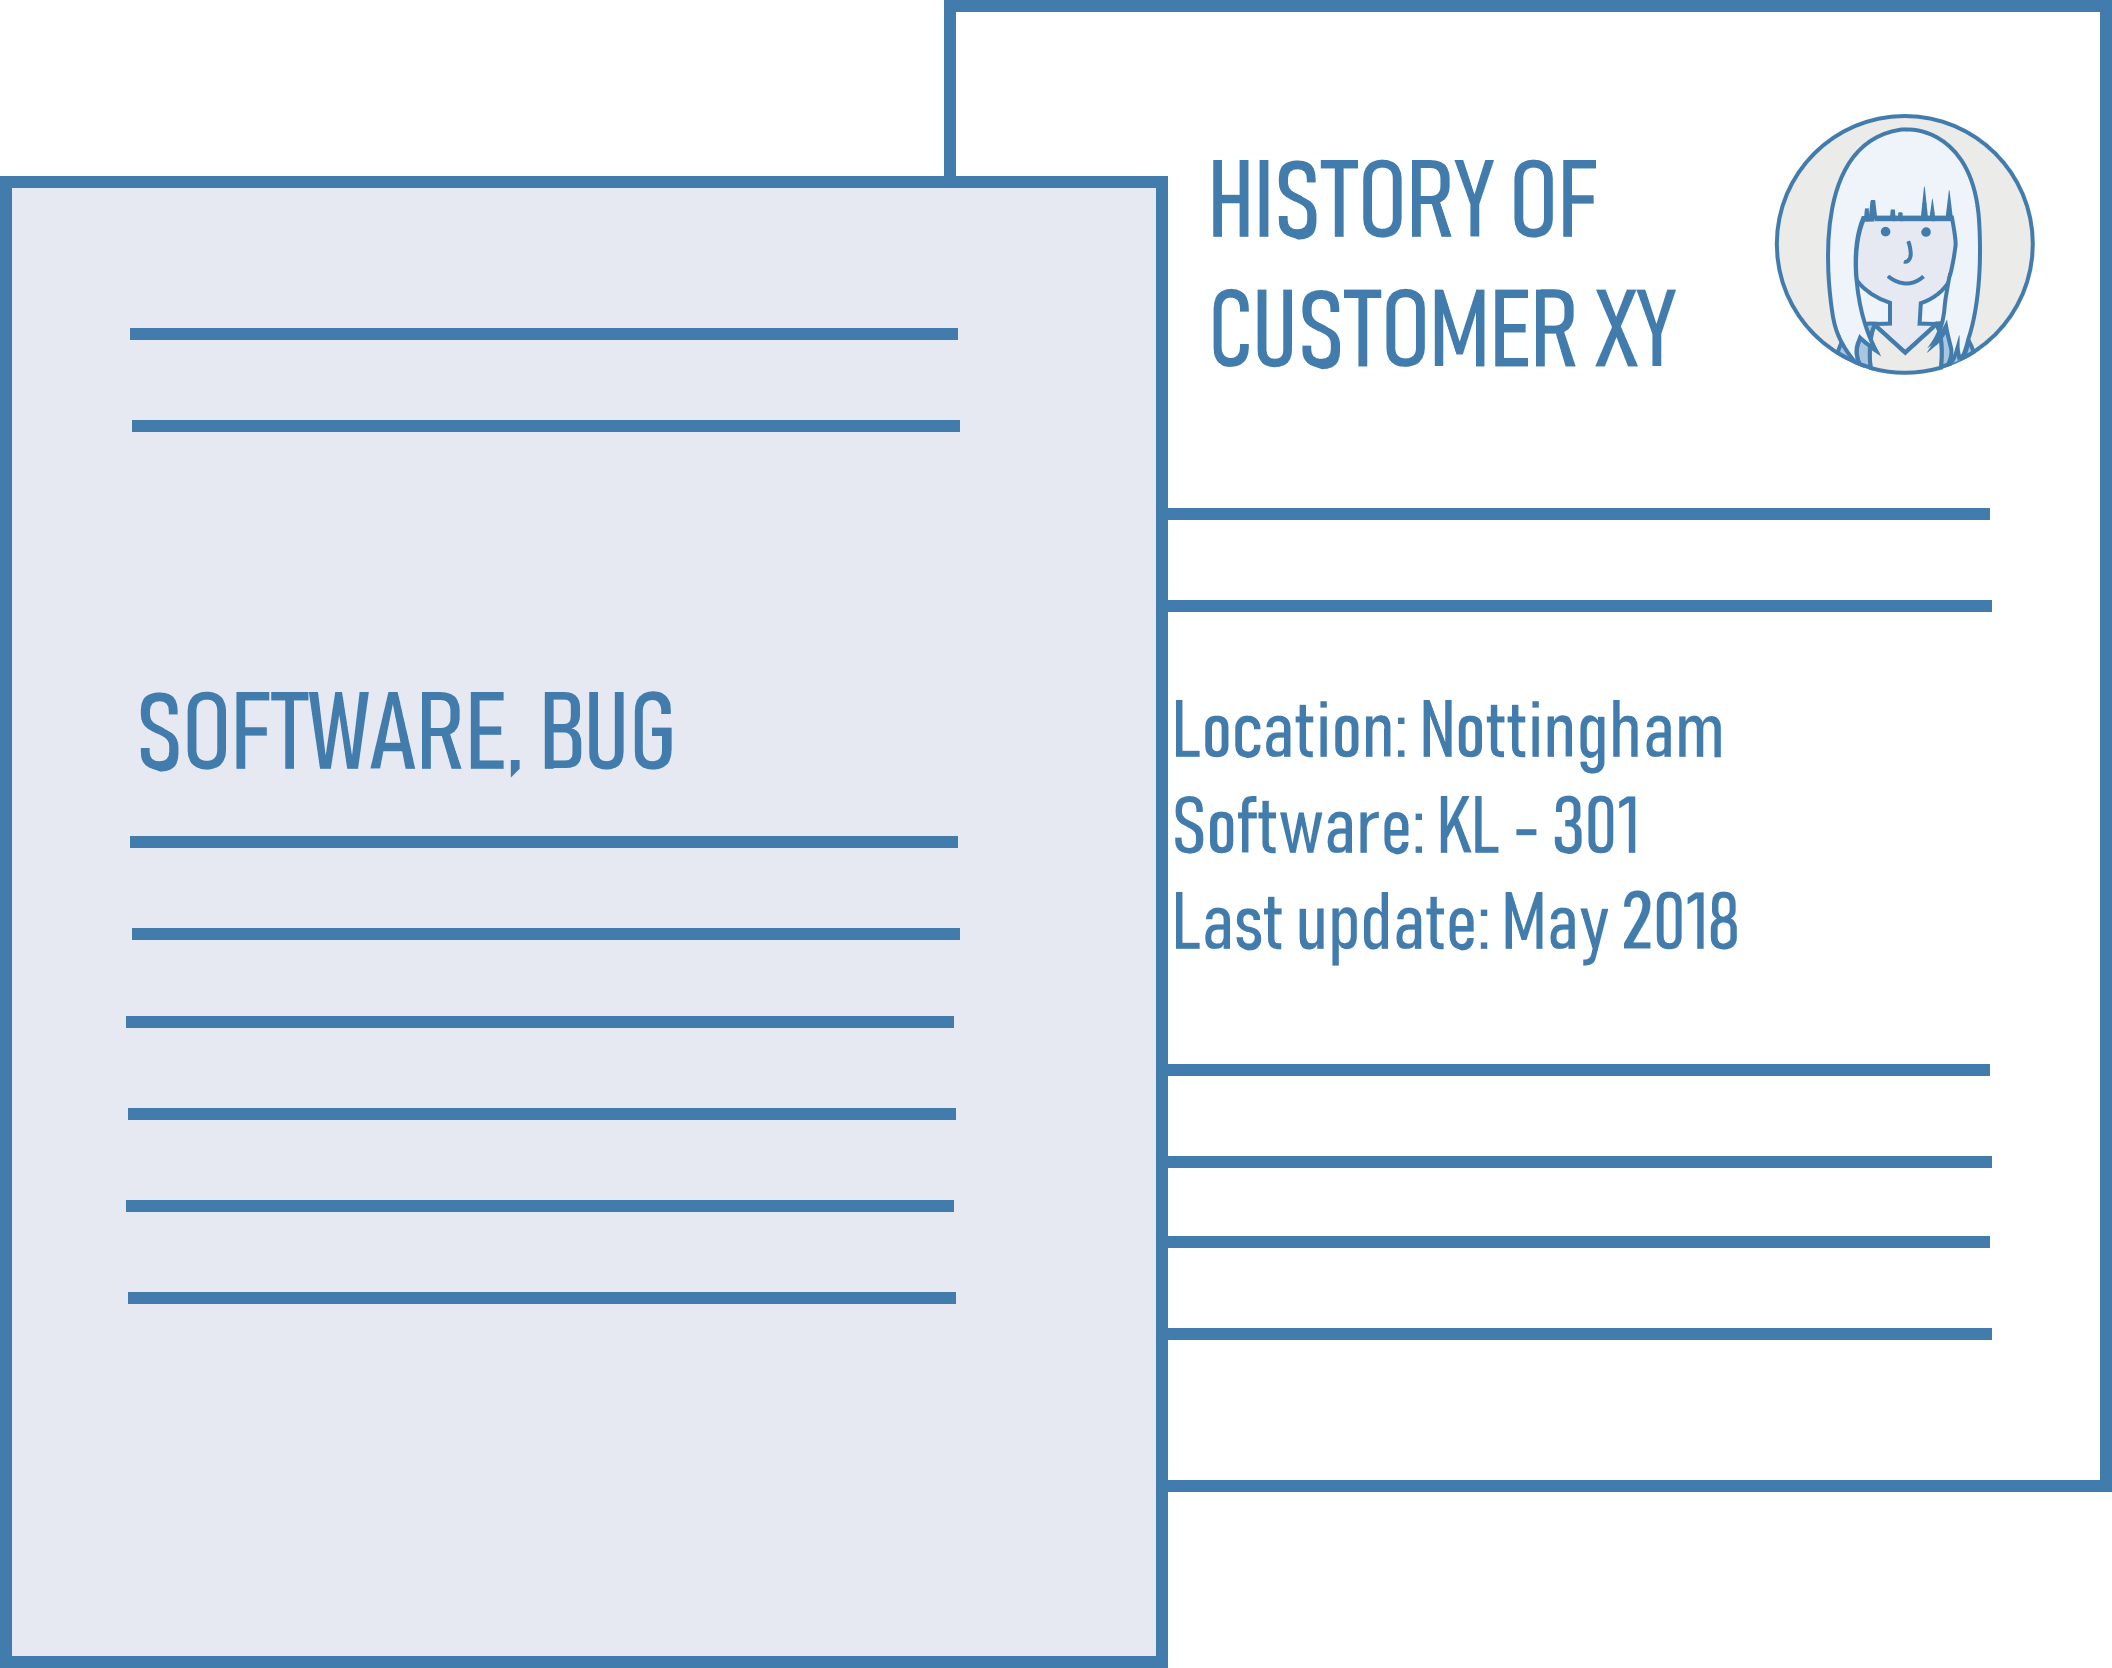 HISTORY OF
CUSTOMER XY
SOFTWARE, BUG
Location: Nottingham
Software: KL - 301
Last update: May 2018